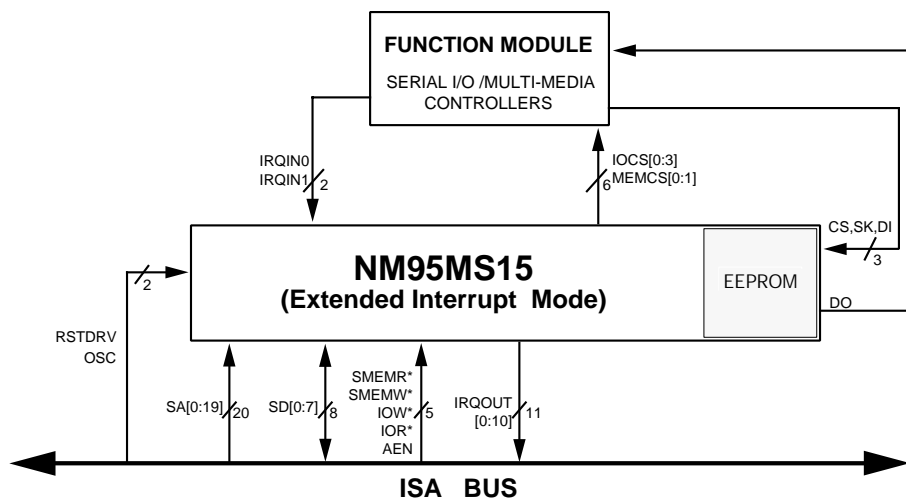 FUNCTION MODULE
SERIAL I/O /MULTI-MEDIA
CONTROLLERS
IRQIN0
IRQIN1
2
IOCS[0:3]
MEMCS[0:1]
6
CS,SK,DI
3
NM95MS15
(Extended Interrupt Mode)
EEPROM
DO
2
RSTDRV
OSC
SA[0:19]
20
SD[0:7]
8
SMEMR*
SMEMW*
IOW*
IOR*
AEN
5
IRQOUT
[0:10]
11
ISA BUS